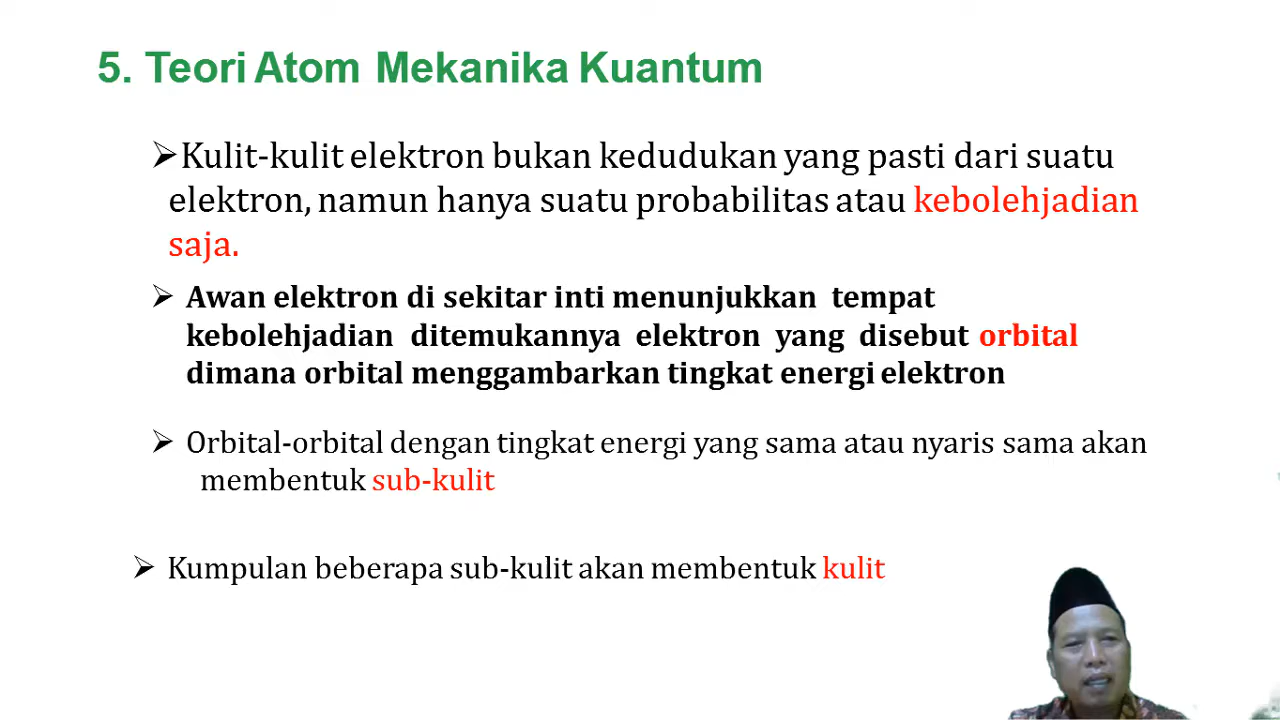 5. Teori Atom Mekanika Kuantum
➢Kulit-kulit elektron bukan kedudukan yang pasti dari suatu
elektron, namun hanya suatu probabilitas atau kebolehjadian
saja.
➢ Awan elektron di sekitar inti menunjukkan tempat
kebolehjadian ditemukannya elektron yang disebut orbital
dimana orbital menggambarkan tingkat energi elektron
➢ Orbital-orbital dengan tingkat energi yang sama atau nyaris sama akan
membentuk sub-kulit
➢ Kumpulan beberapa sub-kulit akan membentuk kulit